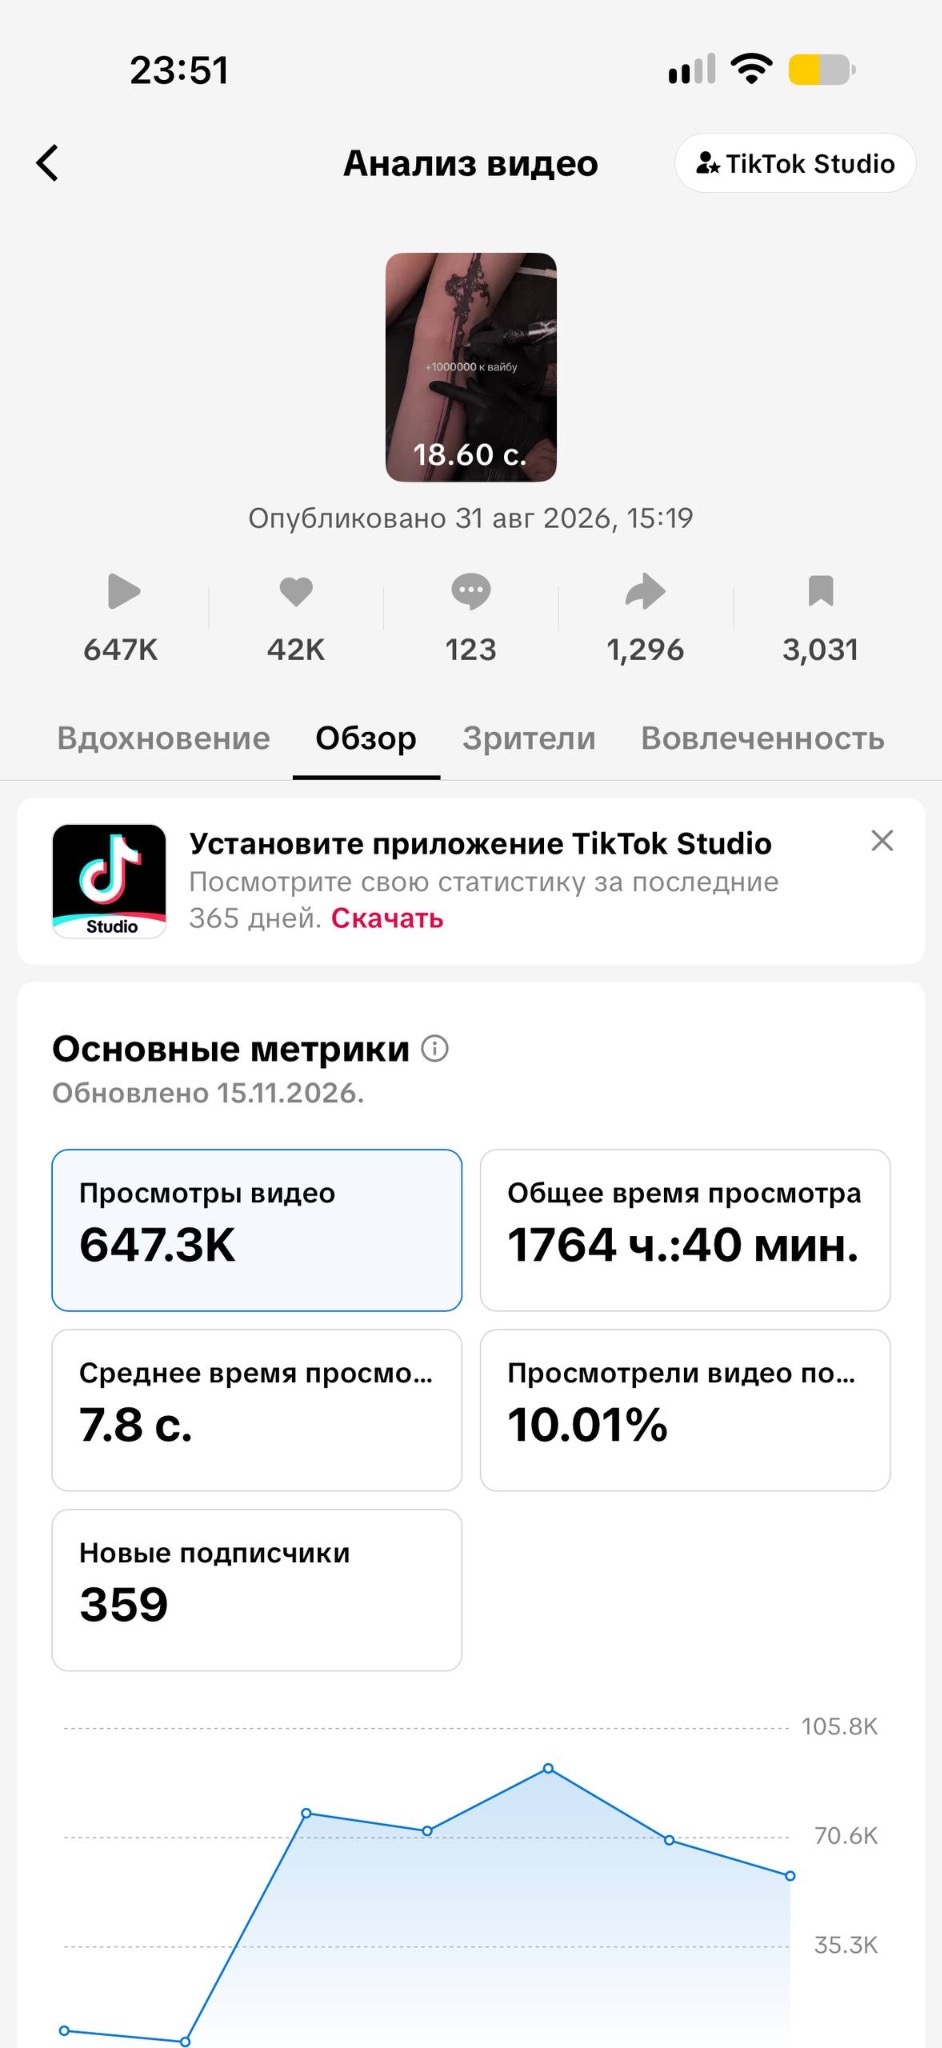 23:51
Анализ видео
TikTok Studio
+1000000 к вайбу
18.60 с.
Опубликовано 31 авг 2026, 15:19
647K 42K 123 1,296 3,031
Вдохновение Обзор Зрители Вовлеченность
Установите приложение TikTok Studio
Посмотрите свою статистику за последние
365 дней. Скачать
Studio
Основные метрики
Обновлено 15.11.2026.
Просмотры видео
647.3K
Общее время просмотра
1764 ч.:40 мин.
Среднее время просмо...
7.8 с.
Просмотрели видео по...
10.01%
Новые подписчики
359
105.8K
70.6K
35.3K